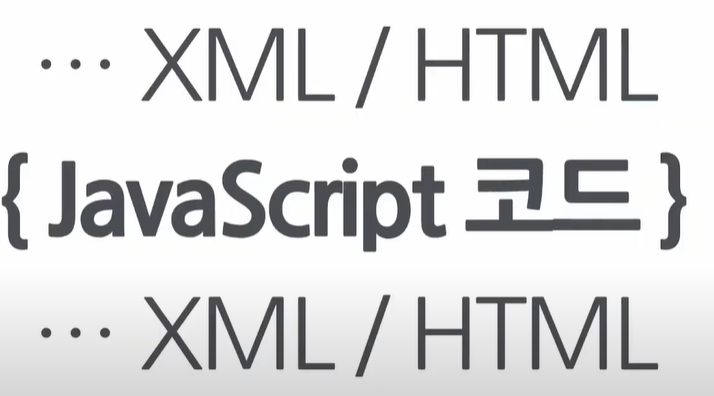 ··· XML / HTML
{ JavaScript 코드 }
··· XML / HTML